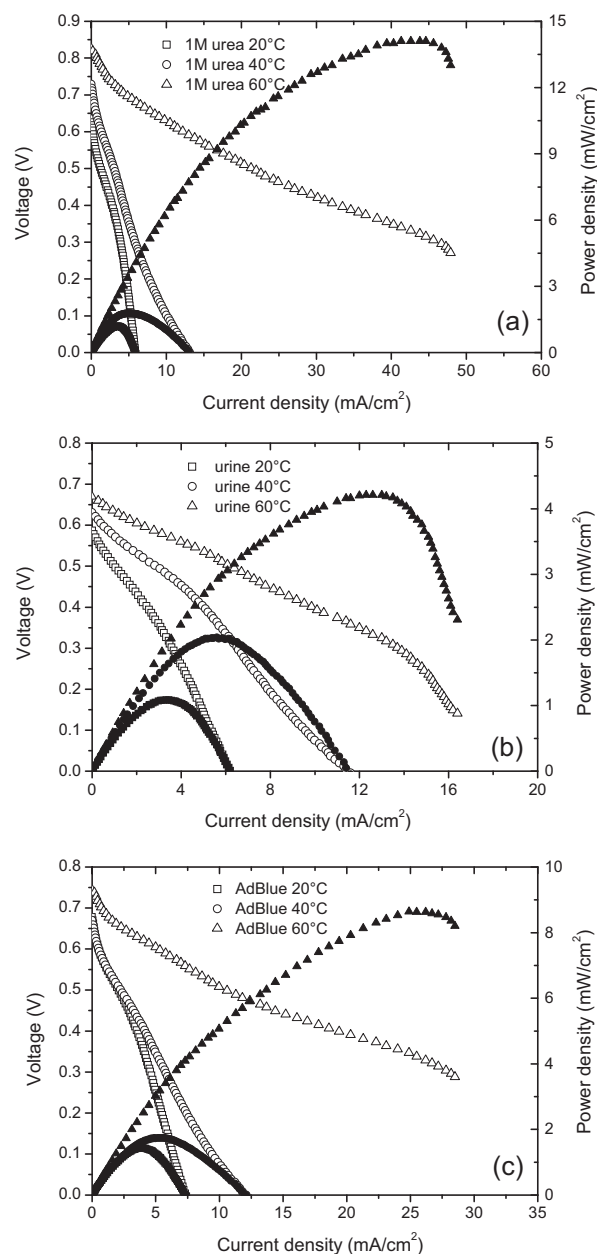 0.9
0.8
0.7
0.6
0.5
0.4
0.3
0.2
0.1
0.0
Voltage (V)
1M urea 20°C
1M urea 40°C
1M urea 60°C
15
12
9
6
3
0
Power density (mW/cm²)
(a)
0 10 20 30 40 50 60
Current density (mA/cm²)
0.8
0.7
0.6
0.5
0.4
0.3
0.2
0.1
0.0
Voltage (V)
urine 20°C
urine 40°C
urine 60°C
5
4
3
2
1
0
Power density (mW/cm²)
(b)
0 4 8 12 16 20
Current density (mA/cm²)
0.8
0.7
0.6
0.5
0.4
0.3
0.2
0.1
0.0
Voltage (V)
AdBlue 20°C
AdBlue 40°C
AdBlue 60°C
10
8
6
4
2
0
Power density (mW/cm²)
(c)
0 5 10 15 20 25 30 35
Current density (mA/cm²)